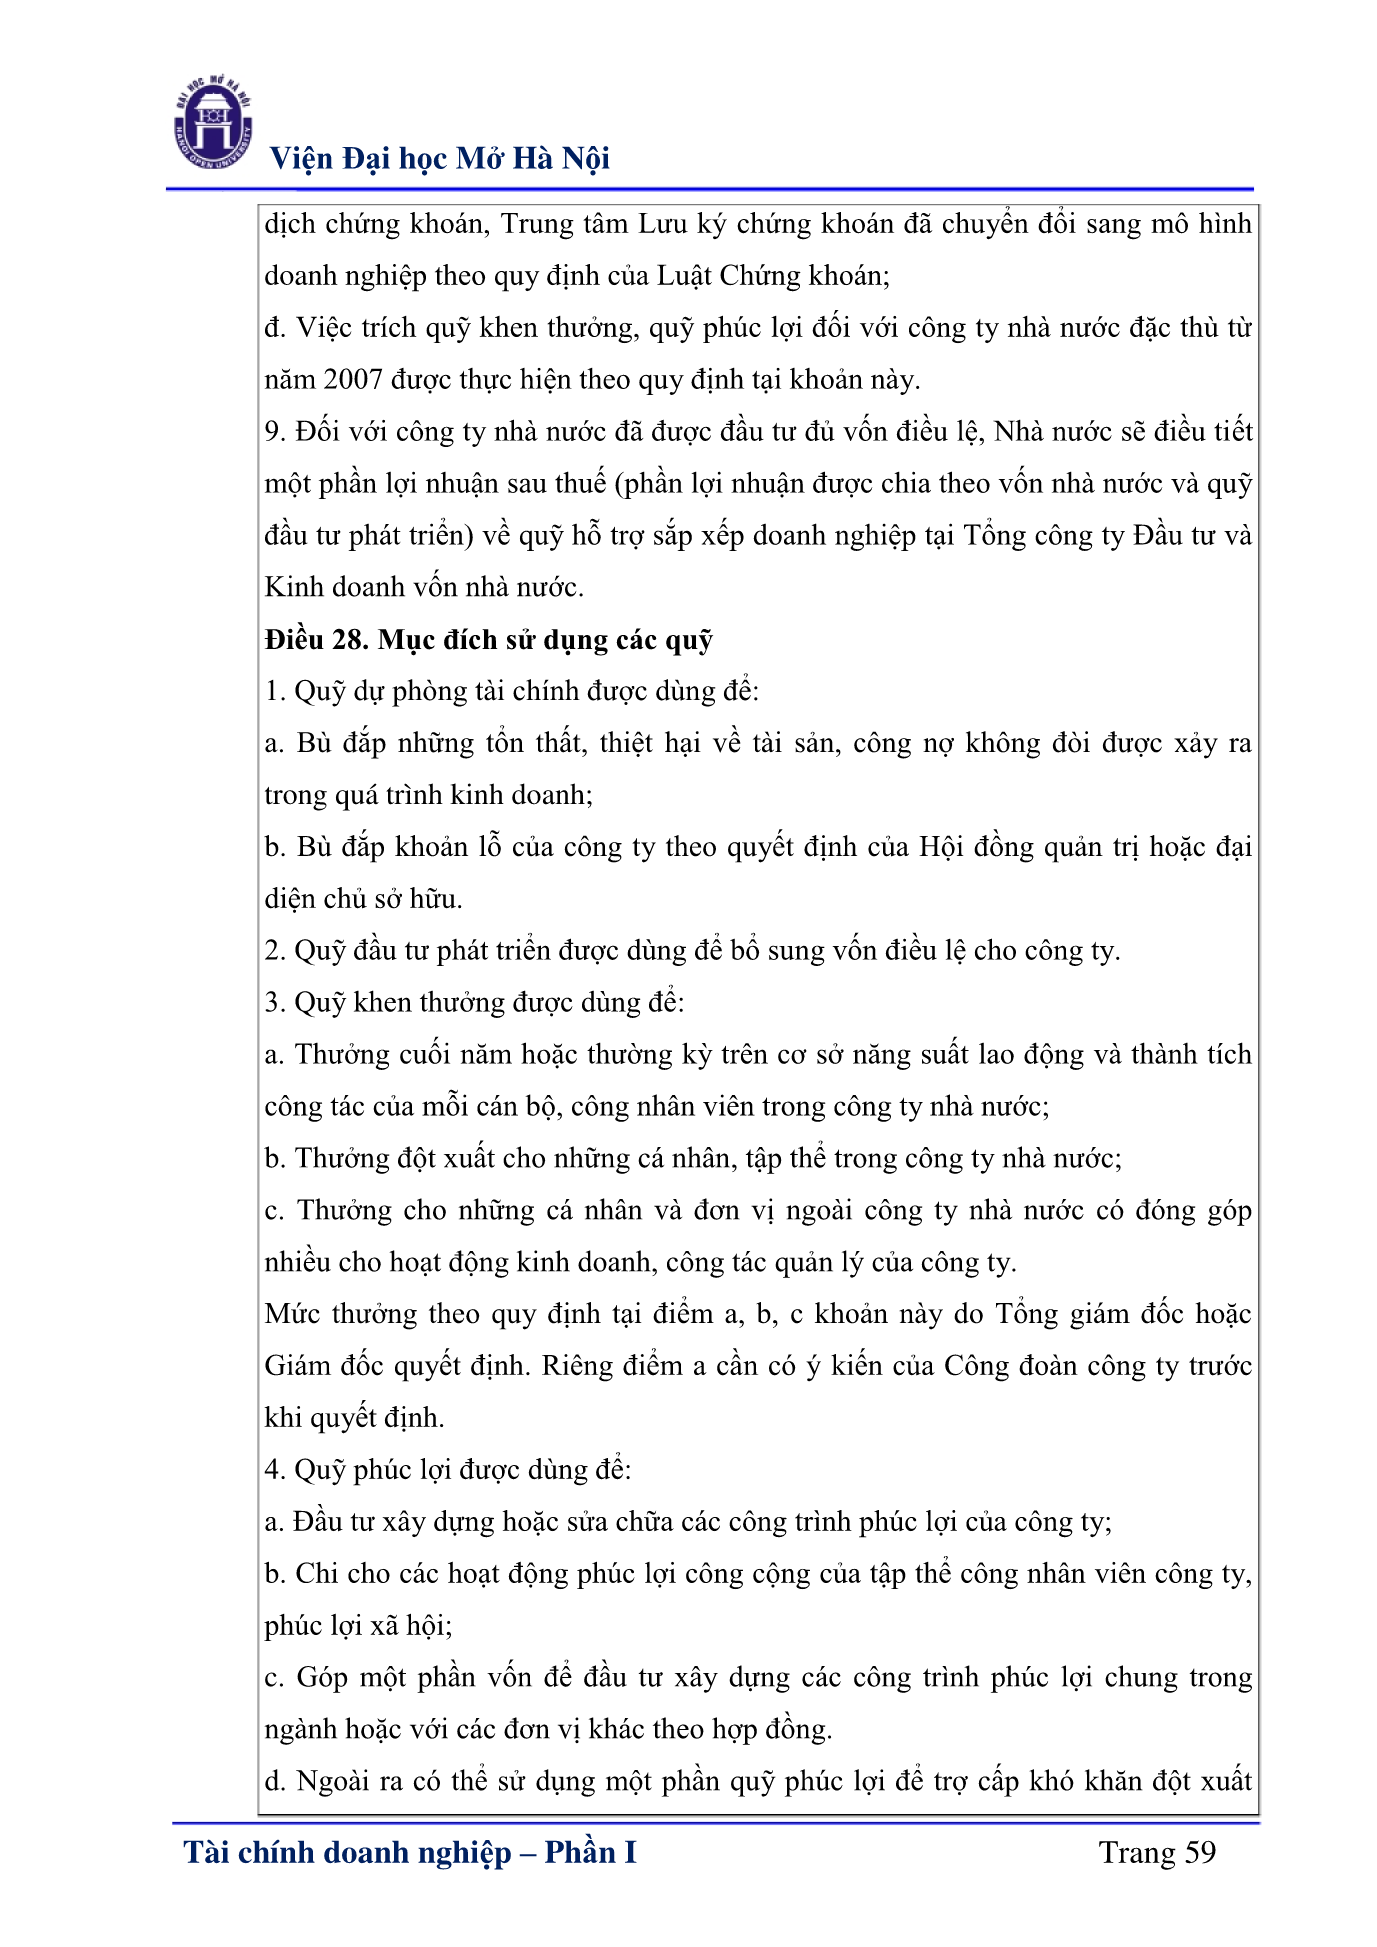 ĐẠI HỌC MỞ HÀ NỘI
HANOI OPEN UNIVERSITY
Viện Đại học Mở Hà Nội
dịch chứng khoán, Trung tâm Lưu ký chứng khoán đã chuyển đổi sang mô hình
doanh nghiệp theo quy định của Luật Chứng khoán;
đ. Việc trích quỹ khen thưởng, quỹ phúc lợi đối với công ty nhà nước đặc thù từ
năm 2007 được thực hiện theo quy định tại khoản này.
9. Đối với công ty nhà nước đã được đầu tư đủ vốn điều lệ, Nhà nước sẽ điều tiết
một phần lợi nhuận sau thuế (phần lợi nhuận được chia theo vốn nhà nước và quỹ
đầu tư phát triển) về quỹ hỗ trợ sắp xếp doanh nghiệp tại Tổng công ty Đầu tư và
Kinh doanh vốn nhà nước.
Điều 28. Mục đích sử dụng các quỹ
1. Quỹ dự phòng tài chính được dùng để:
a. Bù đắp những tổn thất, thiệt hại về tài sản, công nợ không đòi được xảy ra
trong quá trình kinh doanh;
b. Bù đắp khoản lỗ của công ty theo quyết định của Hội đồng quản trị hoặc đại
diện chủ sở hữu.
2. Quỹ đầu tư phát triển được dùng để bổ sung vốn điều lệ cho công ty.
3. Quỹ khen thưởng được dùng để:
a. Thưởng cuối năm hoặc thường kỳ trên cơ sở năng suất lao động và thành tích
công tác của mỗi cán bộ, công nhân viên trong công ty nhà nước;
b. Thưởng đột xuất cho những cá nhân, tập thể trong công ty nhà nước;
c. Thưởng cho những cá nhân và đơn vị ngoài công ty nhà nước có đóng góp
nhiều cho hoạt động kinh doanh, công tác quản lý của công ty.
Mức thưởng theo quy định tại điểm a, b, c khoản này do Tổng giám đốc hoặc
Giám đốc quyết định. Riêng điểm a cần có ý kiến của Công đoàn công ty trước
khi quyết định.
4. Quỹ phúc lợi được dùng để:
a. Đầu tư xây dựng hoặc sửa chữa các công trình phúc lợi của công ty;
b. Chi cho các hoạt động phúc lợi công cộng của tập thể công nhân viên công ty,
phúc lợi xã hội;
c. Góp một phần vốn để đầu tư xây dựng các công trình phúc lợi chung trong
ngành hoặc với các đơn vị khác theo hợp đồng.
d. Ngoài ra có thể sử dụng một phần quỹ phúc lợi để trợ cấp khó khăn đột xuất
Tài chính doanh nghiệp – Phần I
Trang 59